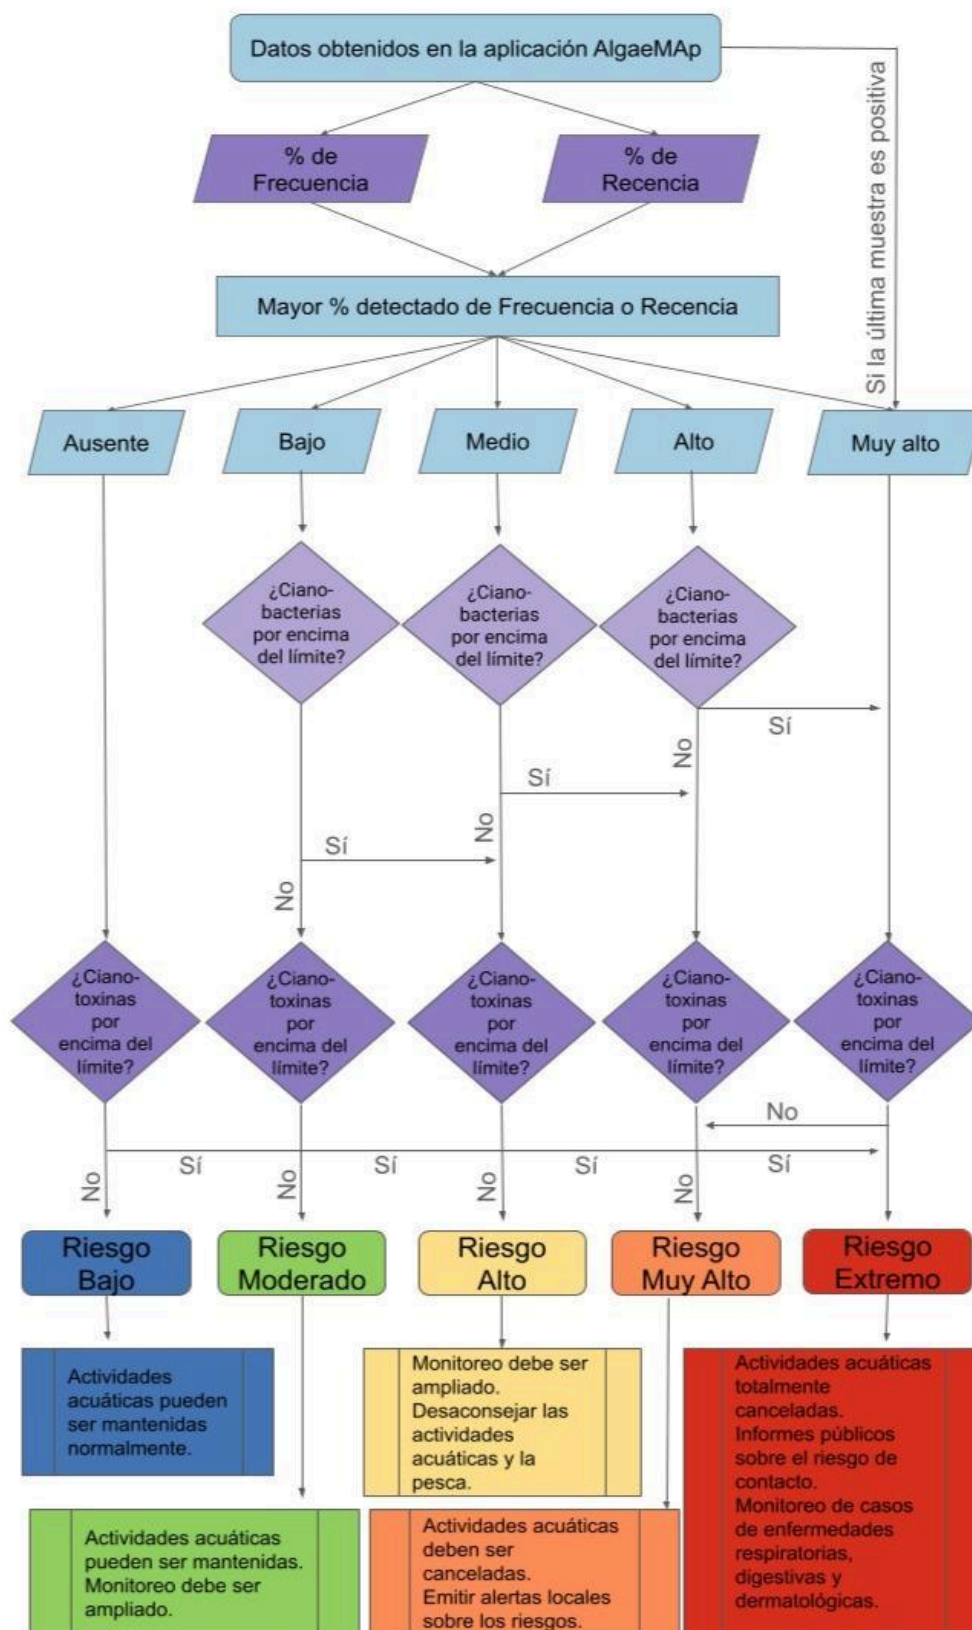 Datos obtenidos en la aplicación AlgaeMAp
Si la última muestra es positiva
% de
Frecuencia
% de
Recencia
Mayor % detectado de Frecuencia o Recencia
Ausente
Bajo
Medio
Alto
Muy alto
¿Ciano-
bacterias
por encima
del límite?
¿Ciano-
bacterias
por encima
del límite?
¿Ciano-
bacterias
por encima
del límite?
Sí
No
Sí
No
Sí
No
¿Ciano-
toxinas
por
encima del
límite?
¿Ciano-
toxinas
por
encima del
límite?
¿Ciano-
toxinas
por
encima del
límite?
¿Ciano-
toxinas
por
encima del
límite?
¿Ciano-
toxinas
por
encima del
límite?
No
Sí
Sí
Sí
Sí
No
No
No
No
Riesgo
Bajo
Riesgo
Moderado
Riesgo
Alto
Riesgo
Muy Alto
Riesgo
Extremo
Actividades
acuáticas pueden
ser mantenidas
normalmente.
Monitoreo debe ser
ampliado.
Desaconsejar las
actividades
acuáticas y la
pesca.
Actividades acuáticas
totalmente
canceladas.
Informes públicos
sobre el riesgo de
contacto.
Monitoreo de casos
de enfermedades
respiratorias,
digestivas y
dermatológicas.
Actividades acuáticas
pueden ser mantenidas.
Monitoreo debe ser
ampliado.
Actividades acuáticas
deben ser
canceladas.
Emitir alertas locales
sobre los riesgos.